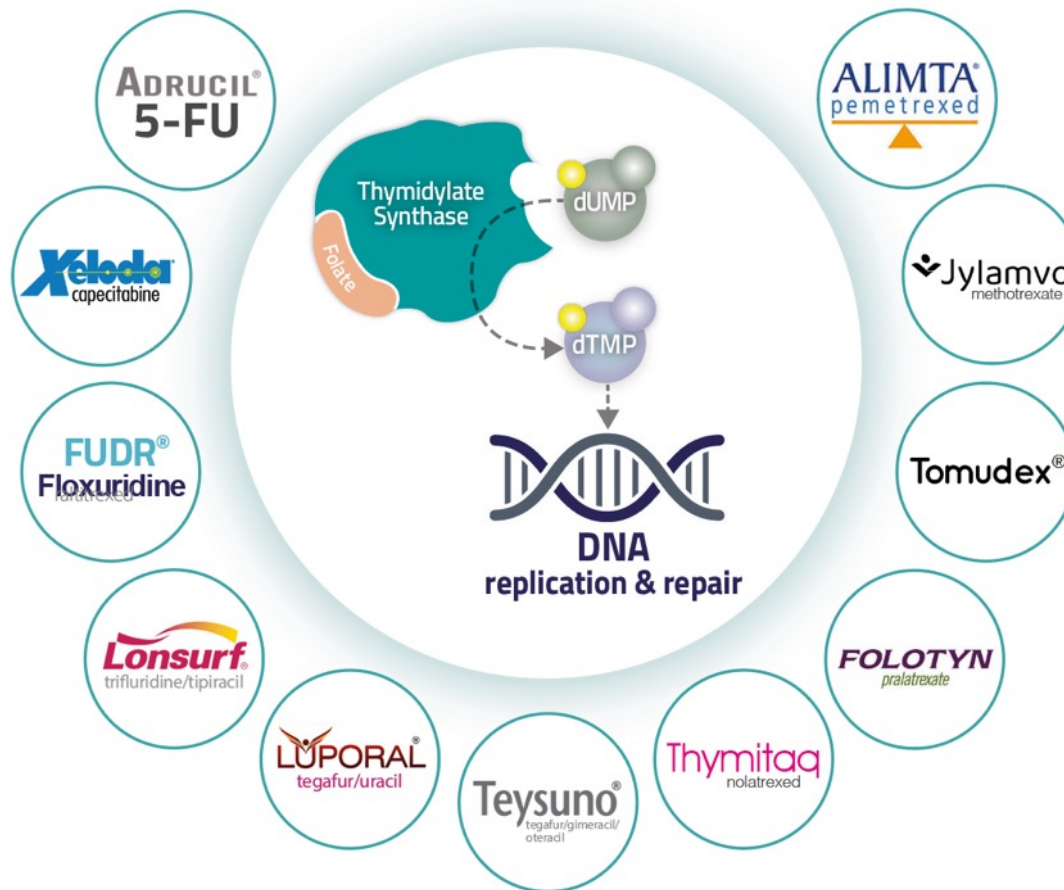 ADRUCIL®
5-FU
ALIMTA®
pemetrexed
Thymidylate
Synthase
Folate
dUMP
dTMP
DNA
replication & repair
Xeloda®
capecitabine
Jylamvo
methotrexate
FUDR®
Floxuridine
raltitrexed
Tomudex®
Lonsurf®
trifluridine/tipiracil
FOLOTYN
pralatrexate
LUPORAL®
tegafur/uracil
Thymitaq
nolatrexed
Teysuno®
tegafur/gimeracil/
oteracil